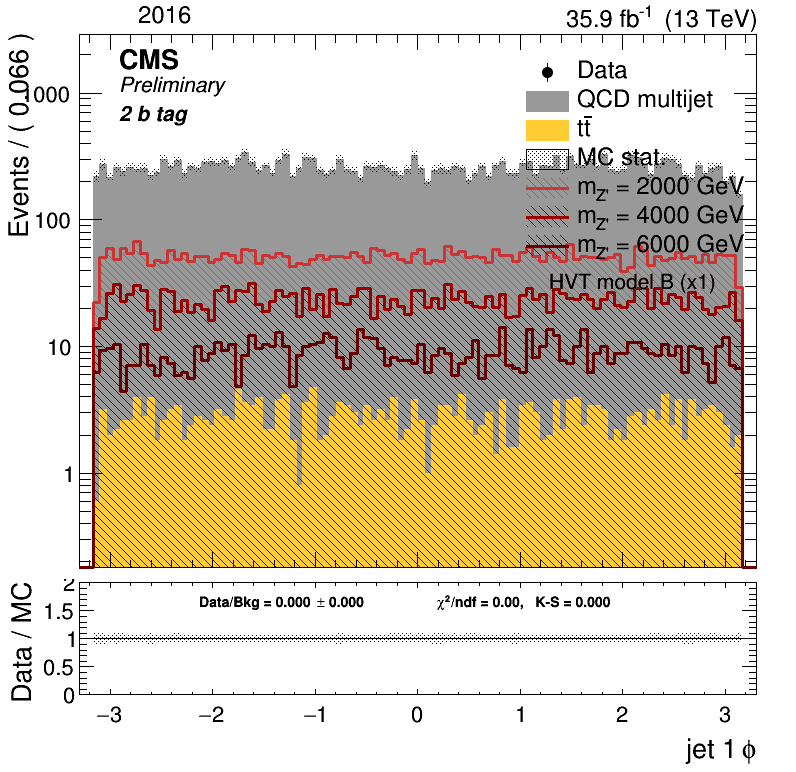 2016 35.9 fb⁻¹ (13 TeV)
CMS
Preliminary
2 b tag
Data
QCD multijet
tt̄
MC stat.
m_Z' = 2000 GeV
m_Z' = 4000 GeV
m_Z' = 6000 GeV
HVT model B (x1)
Events / ( 0.066 )
1000
100
10
1
Data/Bkg = 0.000 ± 0.000 χ²/ndf = 0.00, K-S = 0.000
Data / MC
2
1.5
1
0.5
0
−3 −2 −1 0 1 2 3
jet 1 ϕ